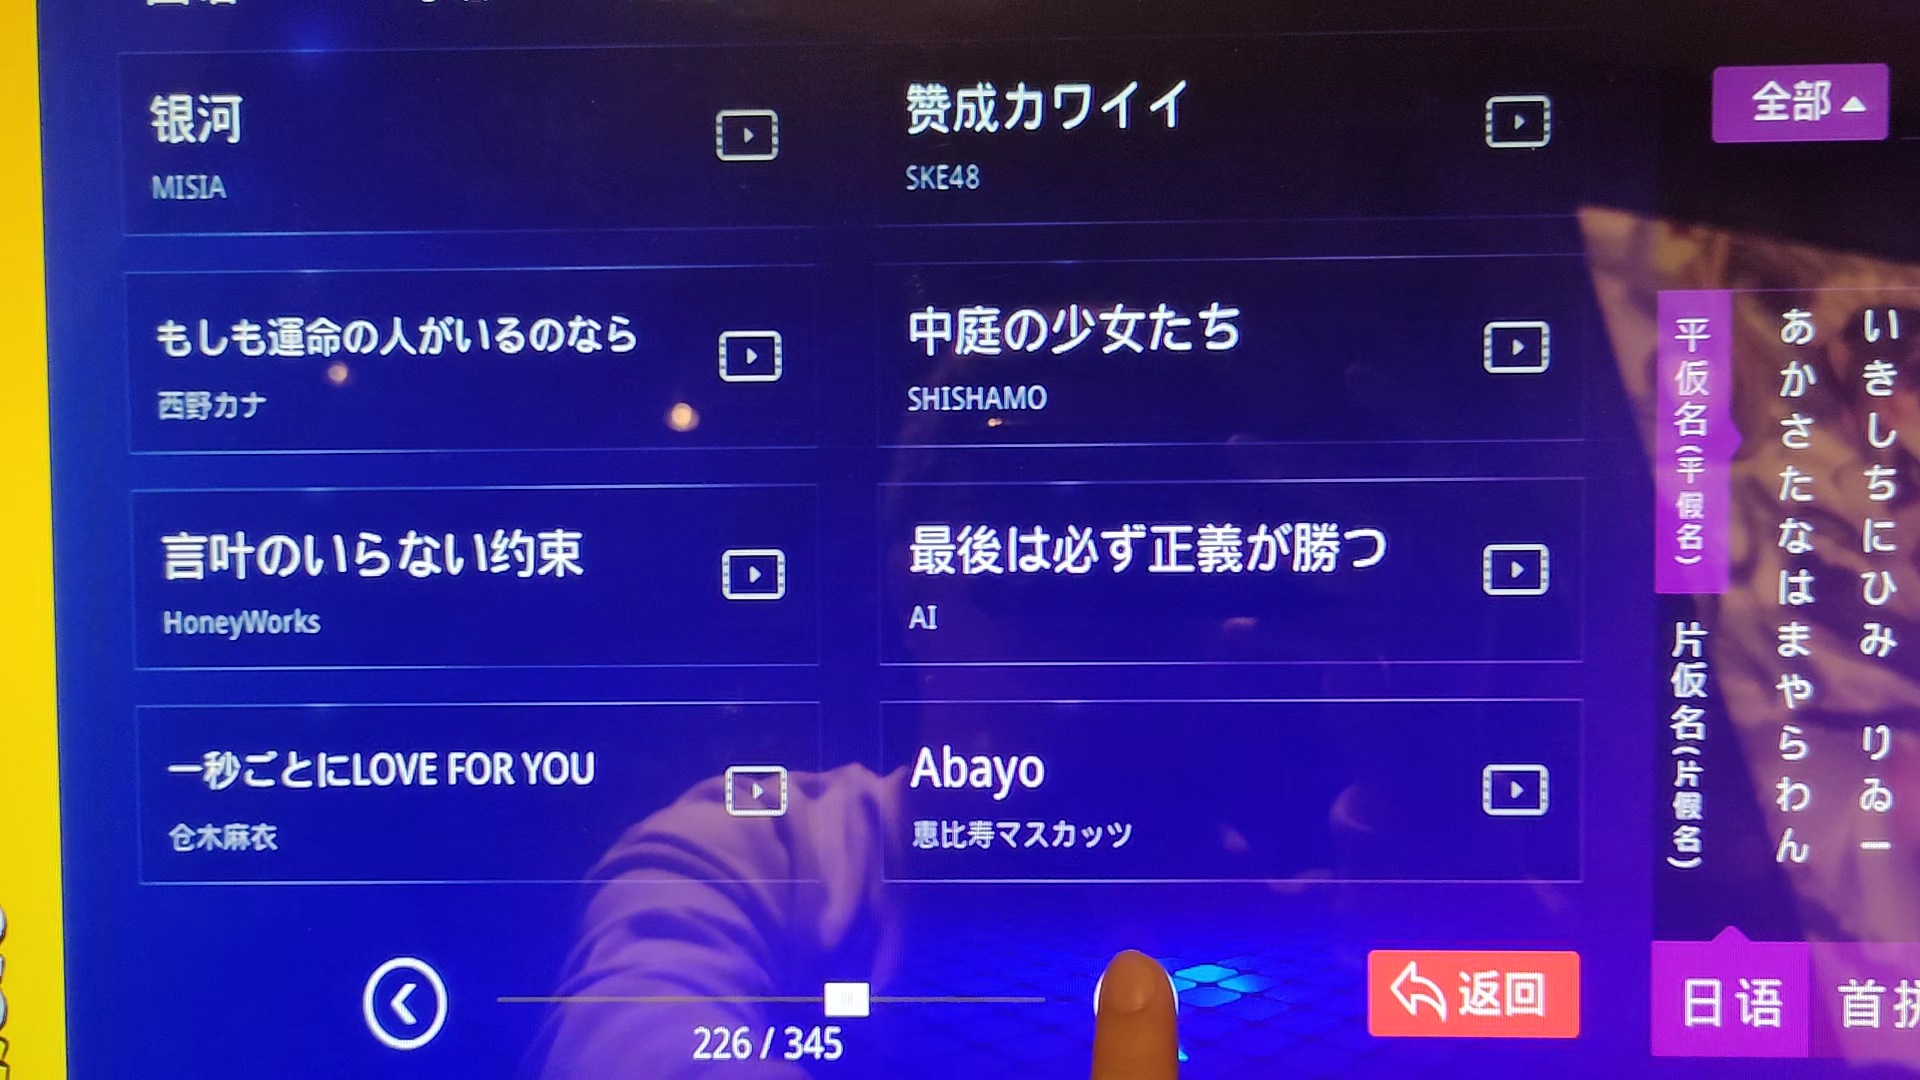 银河
MISIA
赞成カワイイ
SKE48
もしも運命の人がいるのなら
西野カナ
中庭の少女たち
SHISHAMO
言叶のいらない约束
HoneyWorks
最後は必ず正義が勝つ
AI
一秒ごとにLOVE FOR YOU
仓木麻衣
Abayo
恵比寿マスカッツ
226 / 345
返回
全部
平仮名(平假名)
片仮名(片假名)
あかさたなはまやらわん
いきしちにひみ りゐー
日语
首